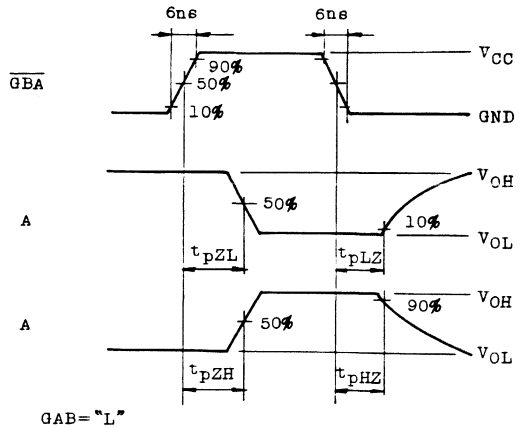 6ns 6ns
GBA
90%
50%
10%
VCC
GND
A
50%
10%
VOH
VOL
tpZL tpLZ
A
50%
90%
VOH
VOL
tpZH tpHZ
GAB="L"